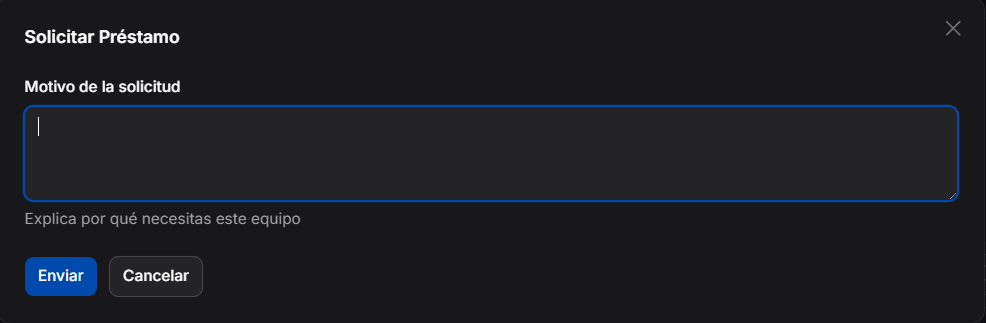 Solicitar Préstamo
Motivo de la solicitud
Explica por qué necesitas este equipo
Enviar
Cancelar